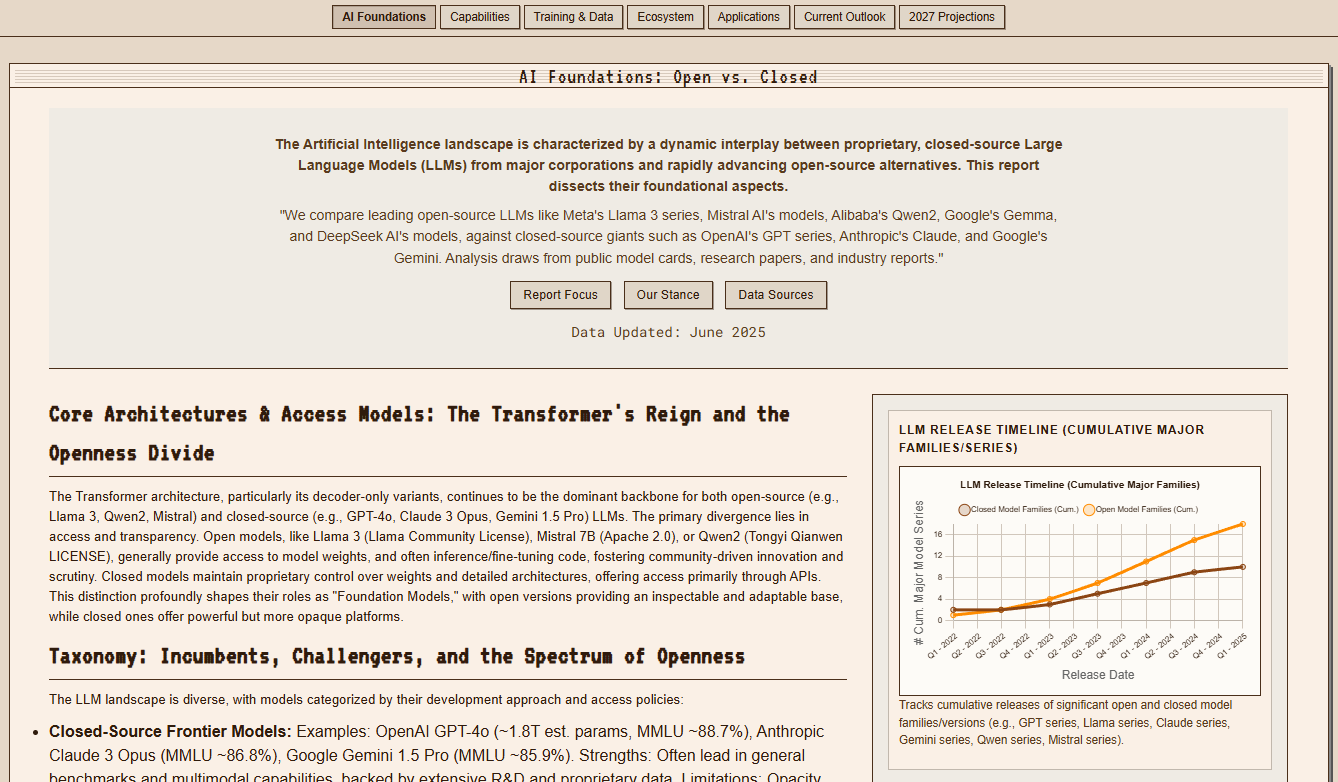 AI Foundations
Capabilities
Training & Data
Ecosystem
Applications
Current Outlook
2027 Projections
AI Foundations: Open vs. Closed
The Artificial Intelligence landscape is characterized by a dynamic interplay between proprietary, closed-source Large
Language Models (LLMs) from major corporations and rapidly advancing open-source alternatives. This report
dissects their foundational aspects.
"We compare leading open-source LLMs like Meta's Llama 3 series, Mistral AI's models, Alibaba's Qwen2, Google's Gemma,
and DeepSeek AI's models, against closed-source giants such as OpenAI's GPT series, Anthropic's Claude, and Google's
Gemini. Analysis draws from public model cards, research papers, and industry reports."
Report Focus
Our Stance
Data Sources
Data Updated: June 2025
Core Architectures & Access Models: The Transformer's Reign and the
Openness Divide
The Transformer architecture, particularly its decoder-only variants, continues to be the dominant backbone for both open-source (e.g.,
Llama 3, Qwen2, Mistral) and closed-source (e.g., GPT-4o, Claude 3 Opus, Gemini 1.5 Pro) LLMs. The primary divergence lies in
access and transparency. Open models, like Llama 3 (Llama Community License), Mistral 7B (Apache 2.0), or Qwen2 (Tongyi Qianwen
LICENSE), generally provide access to model weights, and often inference/fine-tuning code, fostering community-driven innovation and
scrutiny. Closed models maintain proprietary control over weights and detailed architectures, offering access primarily through APIs.
This distinction profoundly shapes their roles as "Foundation Models," with open versions providing an inspectable and adaptable base,
while closed ones offer powerful but more opaque platforms.
Taxonomy: Incumbents, Challengers, and the Spectrum of Openness
The LLM landscape is diverse, with models categorized by their development approach and access policies:
• Closed-Source Frontier Models: Examples: OpenAI GPT-4o (~1.8T est. params, MMLU ~88.7%), Anthropic
Claude 3 Opus (MMLU ~86.8%), Google Gemini 1.5 Pro (MMLU ~85.9%). Strengths: Often lead in general
benchmarks and multimodal capabilities, backed by extensive R&D and proprietary data. Limitations: Opacity
LLM RELEASE TIMELINE (CUMULATIVE MAJOR
FAMILIES/SERIES)
LLM Release Timeline (Cumulative Major Families)
Closed Model Families (Cum.)
Open Model Families (Cum.)
# Cum. Major Model Series
16
12
8
4
0
Q1 - 2022
Q2 - 2022
Q3 - 2022
Q4 - 2022
Q1 - 2023
Q2 - 2023
Q3 - 2023
Q4 - 2023
Q1 - 2024
Q2 - 2024
Q3 - 2024
Q4 - 2024
Q1 - 2025
Release Date
Tracks cumulative releases of significant open and closed model
families/versions (e.g., GPT series, Llama series, Claude series,
Gemini series, Qwen series, Mistral series).